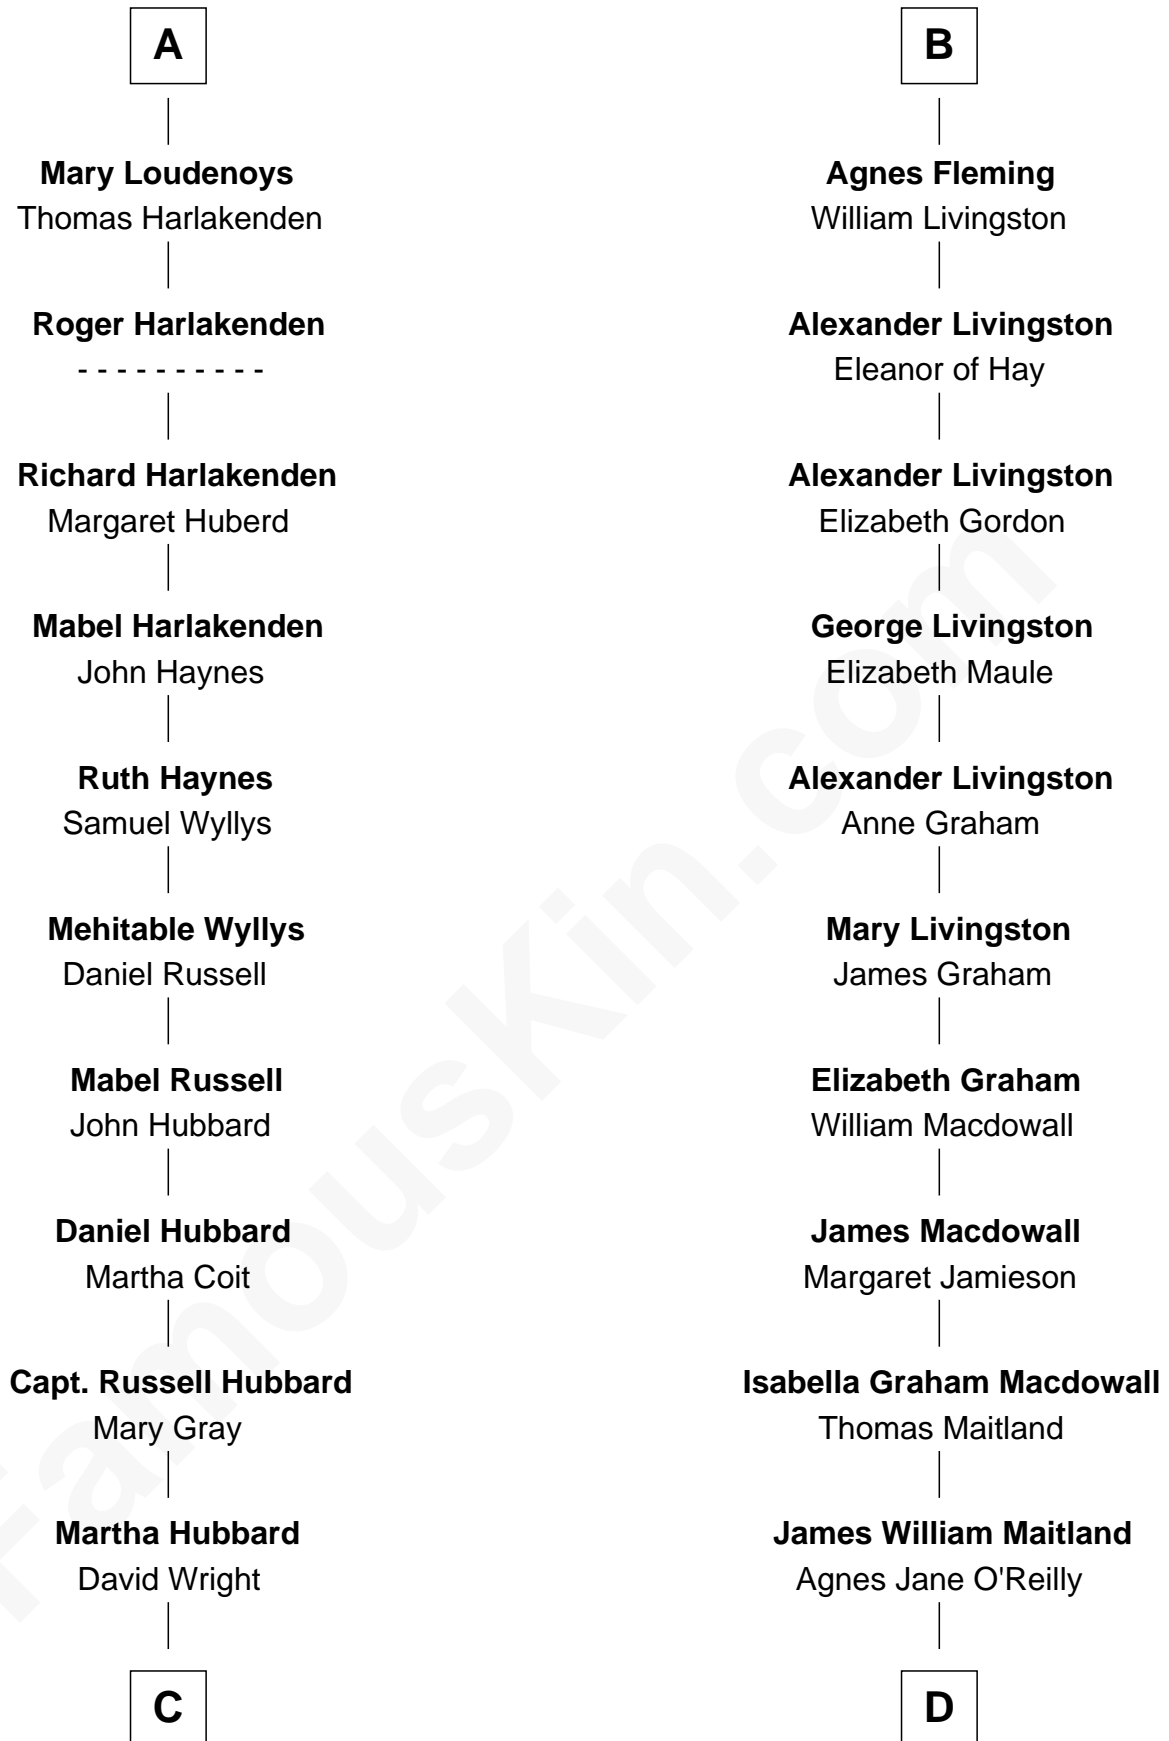 A
Mary Loudenoys
Thomas Harlakenden
Roger Harlakenden
- - - - - - - - - -
Richard Harlakenden
Margaret Huberd
Mabel Harlakenden
John Haynes
Ruth Haynes
Samuel Wyllys
Mehitable Wyllys
Daniel Russell
Mabel Russell
John Hubbard
Daniel Hubbard
Martha Coit
Capt. Russell Hubbard
Mary Gray
Martha Hubbard
David Wright
C
B
Agnes Fleming
William Livingston
Alexander Livingston
Eleanor of Hay
Alexander Livingston
Elizabeth Gordon
George Livingston
Elizabeth Maule
Alexander Livingston
Anne Graham
Mary Livingston
James Graham
Elizabeth Graham
William Macdowall
James Macdowall
Margaret Jamieson
Isabella Graham Macdowall
Thomas Maitland
James William Maitland
Agnes Jane O'Reilly
D
FamousKin.com